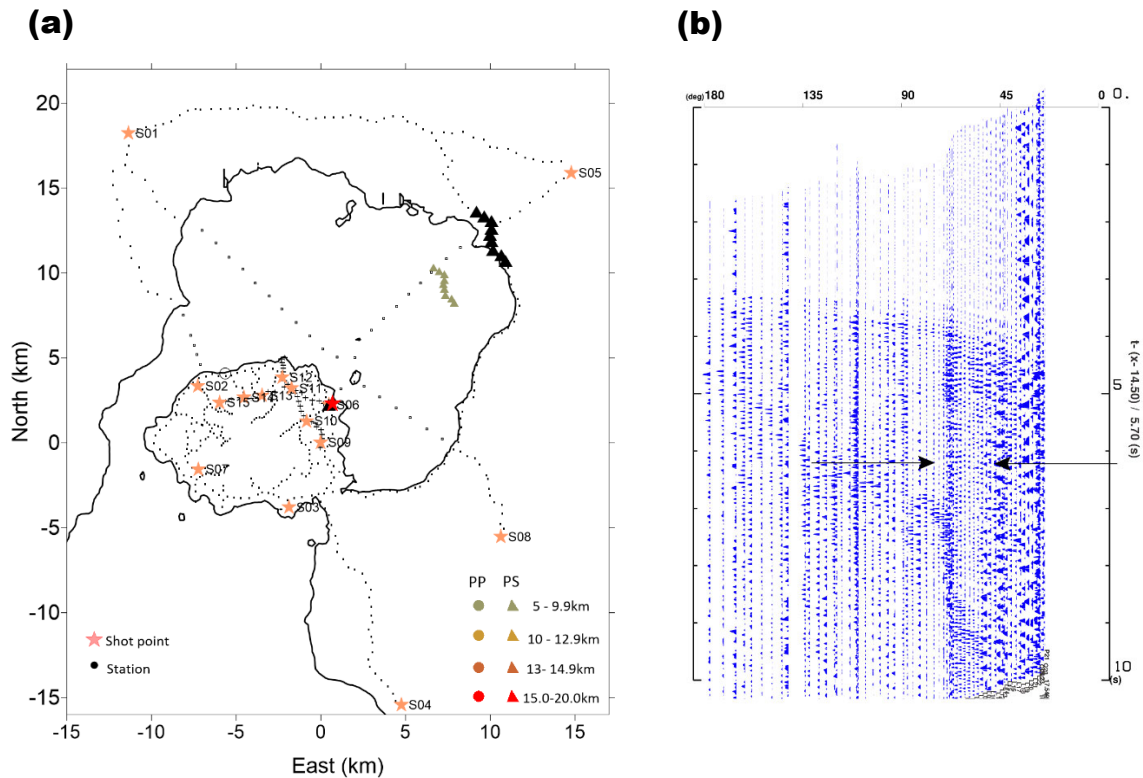 (a)
(b)
20
15
10
5
0
-5
-10
-15
North (km)
-15
-10
-5
0
5
10
15
East (km)
S01
S05
S02
S12
S11
S13
S14
S15
S06
S10
S09
S07
S03
S08
S04
PP PS
5 - 9.9km
10 - 12.9km
13- 14.9km
15.0-20.0km
Shot point
Station
(deg) 180 135 90 45 0
0.
5
10
(s)
t- (x- 14.50) / 5.70 (s)